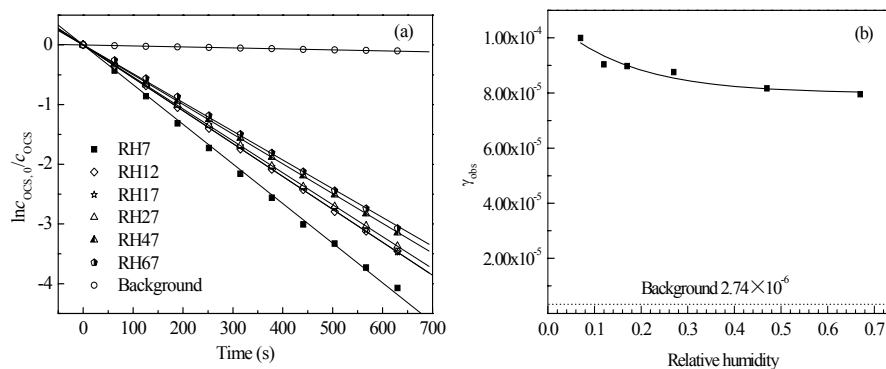 (a)
0
-1
-2
-3
-4
ln c_OCS,0/c_OCS
RH7
RH12
RH17
RH27
RH47
RH67
Background
0 100 200 300 400 500 600 700
Time (s)
(b)
1.00x10⁻⁴
8.00x10⁻⁵
6.00x10⁻⁵
4.00x10⁻⁵
2.00x10⁻⁵
γ_obs
Background 2.74×10⁻⁶
0.0 0.1 0.2 0.3 0.4 0.5 0.6 0.7
Relative humidity